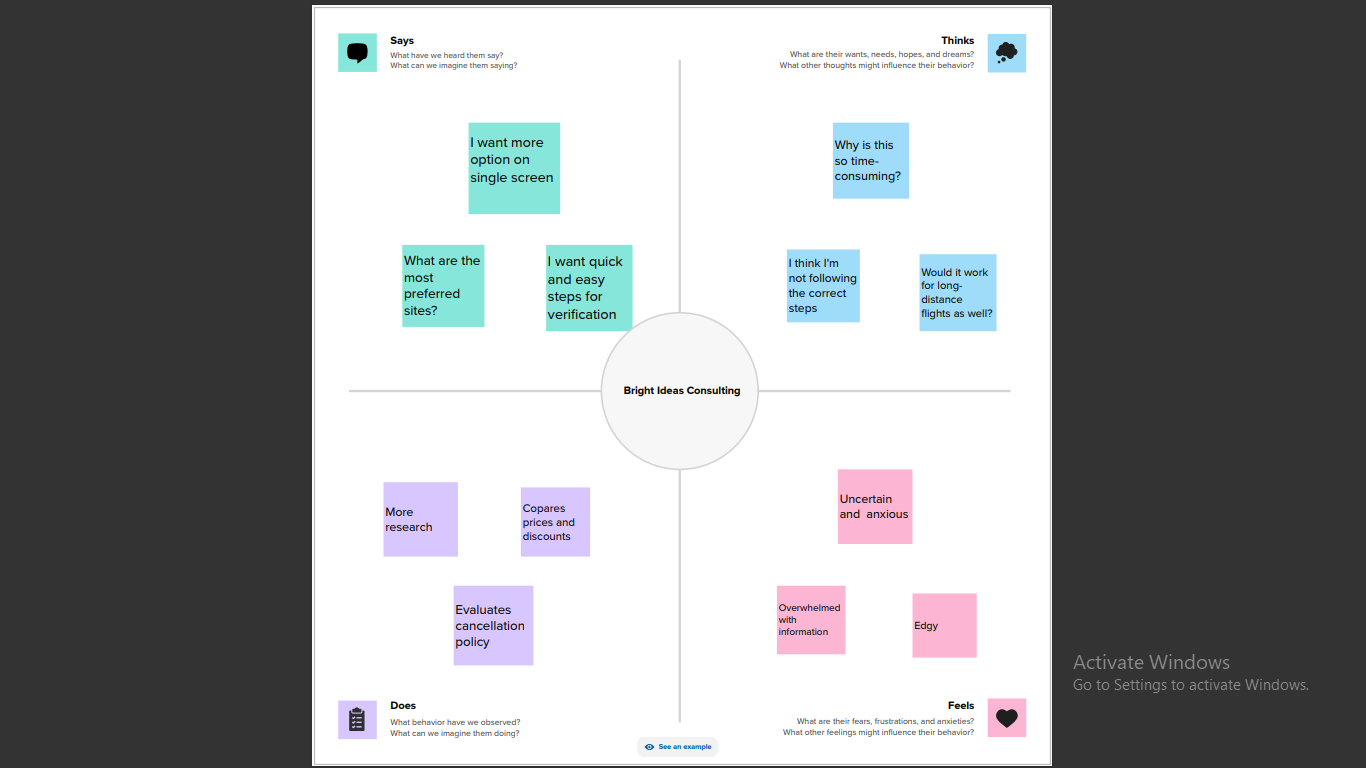 Says
What have we heard them say?
What can we imagine them saying?
Thinks
What are their wants, needs, hopes, and dreams?
What other thoughts might influence their behavior?
I want more
option on
single screen
What are the
most
preferred
sites?
I want quick
and easy
steps for
verification
Why is this
so time-
consuming?
I think I'm
not following
the correct
steps
Would it work
for long-
distance
flights as well?
Bright Ideas Consulting
More
research
Copares
prices and
discounts
Evaluates
cancellation
policy
Uncertain
and anxious
Overwhelmed
with
information
Edgy
Does
What behavior have we observed?
What can we imagine them doing?
Feels
What are their fears, frustrations, and anxieties?
What other feelings might influence their behavior?
See an example
Activate Windows
Go to Settings to activate Windows.